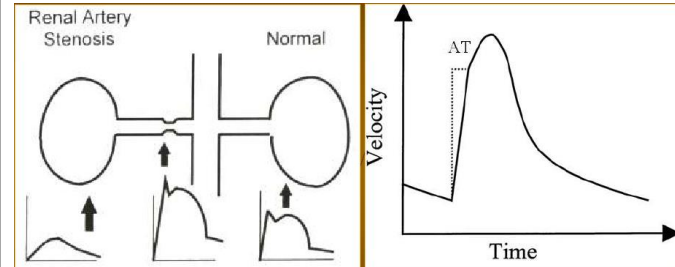 Renal Artery
Stenosis
Normal
AT
Velocity
Time